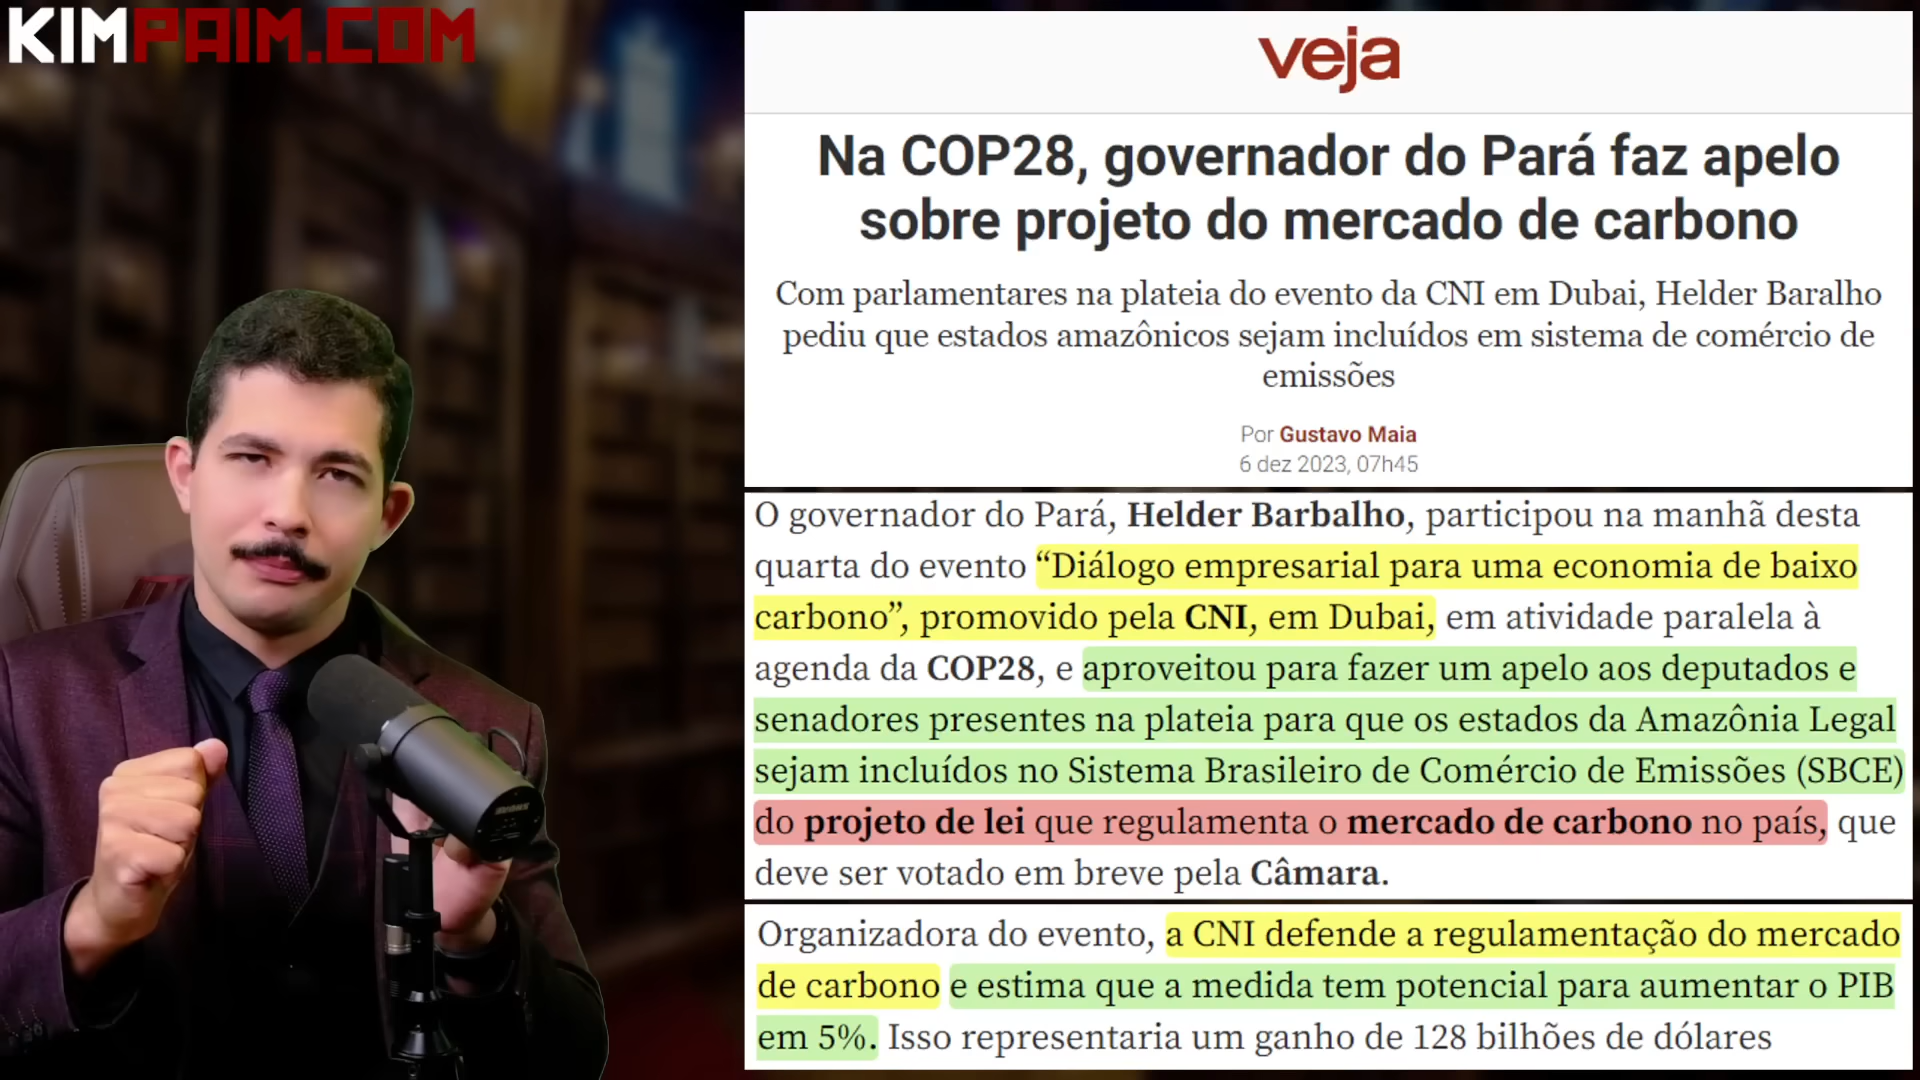 KIMPAIM.COM
veja
Na COP28, governador do Pará faz apelo
sobre projeto do mercado de carbono
Com parlamentares na plateia do evento da CNI em Dubai, Helder Baralho
pediu que estados amazônicos sejam incluídos em sistema de comércio de
emissões
Por Gustavo Maia
6 dez 2023, 07h45
O governador do Pará, Helder Barbalho, participou na manhã desta
quarta do evento “Diálogo empresarial para uma economia de baixo
carbono”, promovido pela CNI, em Dubai, em atividade paralela à
agenda da COP28, e aproveitou para fazer um apelo aos deputados e
senadores presentes na plateia para que os estados da Amazônia Legal
sejam incluídos no Sistema Brasileiro de Comércio de Emissões (SBCE)
do projeto de lei que regulamenta o mercado de carbono no país, que
deve ser votado em breve pela Câmara.
Organizadora do evento, a CNI defende a regulamentação do mercado
de carbono e estima que a medida tem potencial para aumentar o PIB
em 5%. Isso representaria um ganho de 128 bilhões de dólares